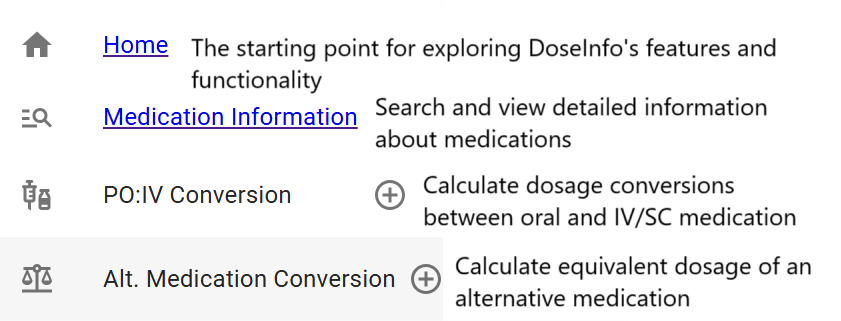 Home The starting point for exploring DoseInfo's features and
functionality
Medication Information Search and view detailed information
about medications
PO:IV Conversion Calculate dosage conversions
between oral and IV/SC medication
Alt. Medication Conversion Calculate equivalent dosage of an
alternative medication